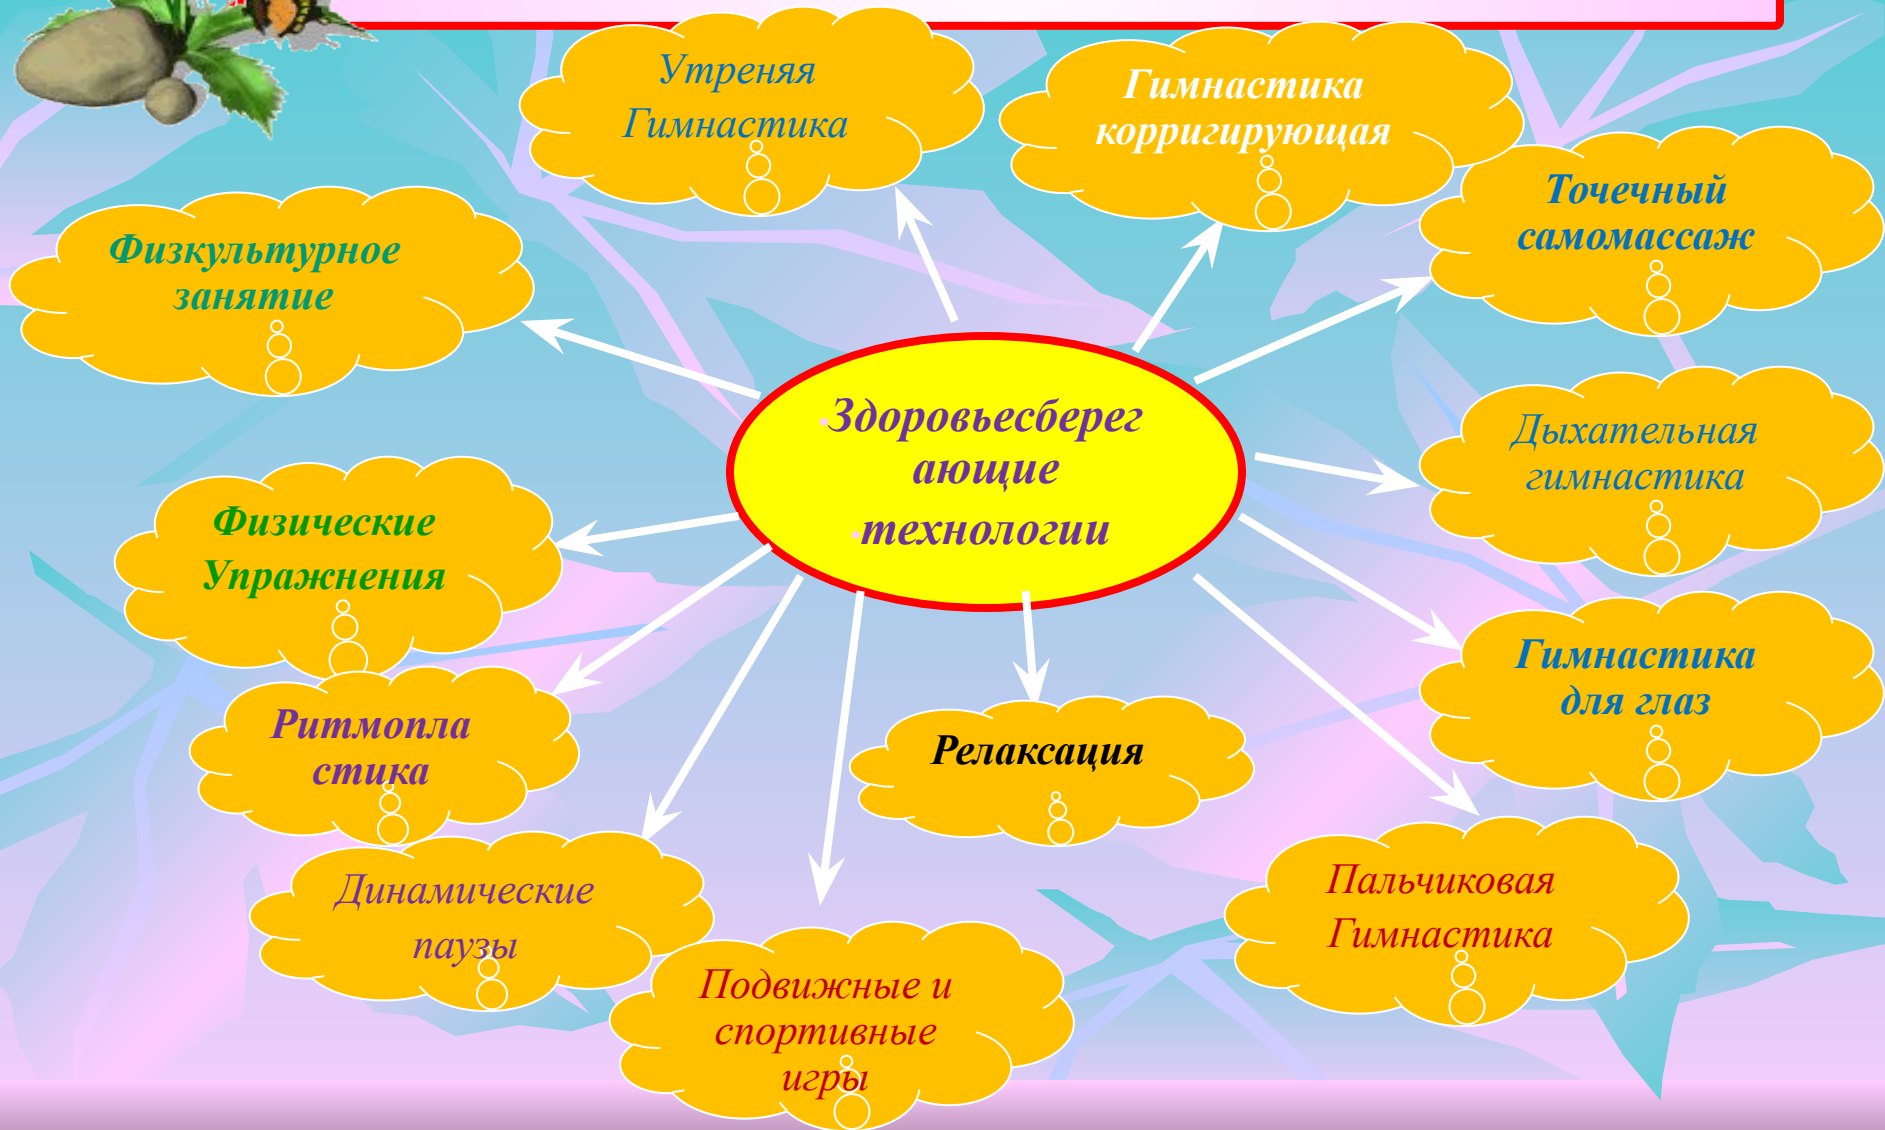 Утреняя
Гимнастика
Гимнастика
корригирующая
Точечный
самомассаж
Физкультурное
занятие
•Здоровьесберег
ающие
•технологии
Дыхательная
гимнастика
Физические
Упражнения
Гимнастика
для глаз
Ритмопла
стика
Релаксация
Динамические
паузы
Пальчиковая
Гимнастика
Подвижные и
спортивные
игры